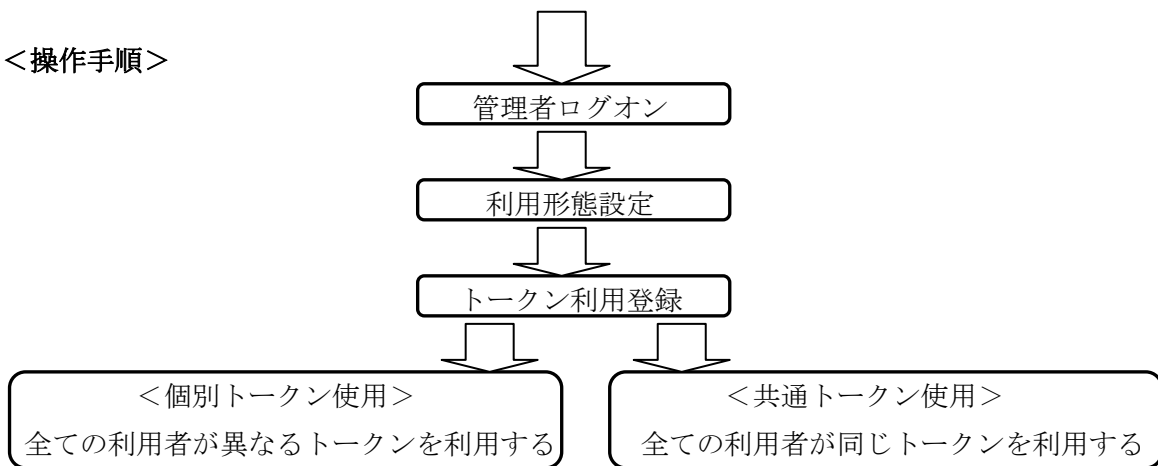 ＜操作手順＞
管理者ログオン
利用形態設定
トークン利用登録
＜個別トークン使用＞
全ての利用者が異なるトークンを利用する
＜共通トークン使用＞
全ての利用者が同じトークンを利用する